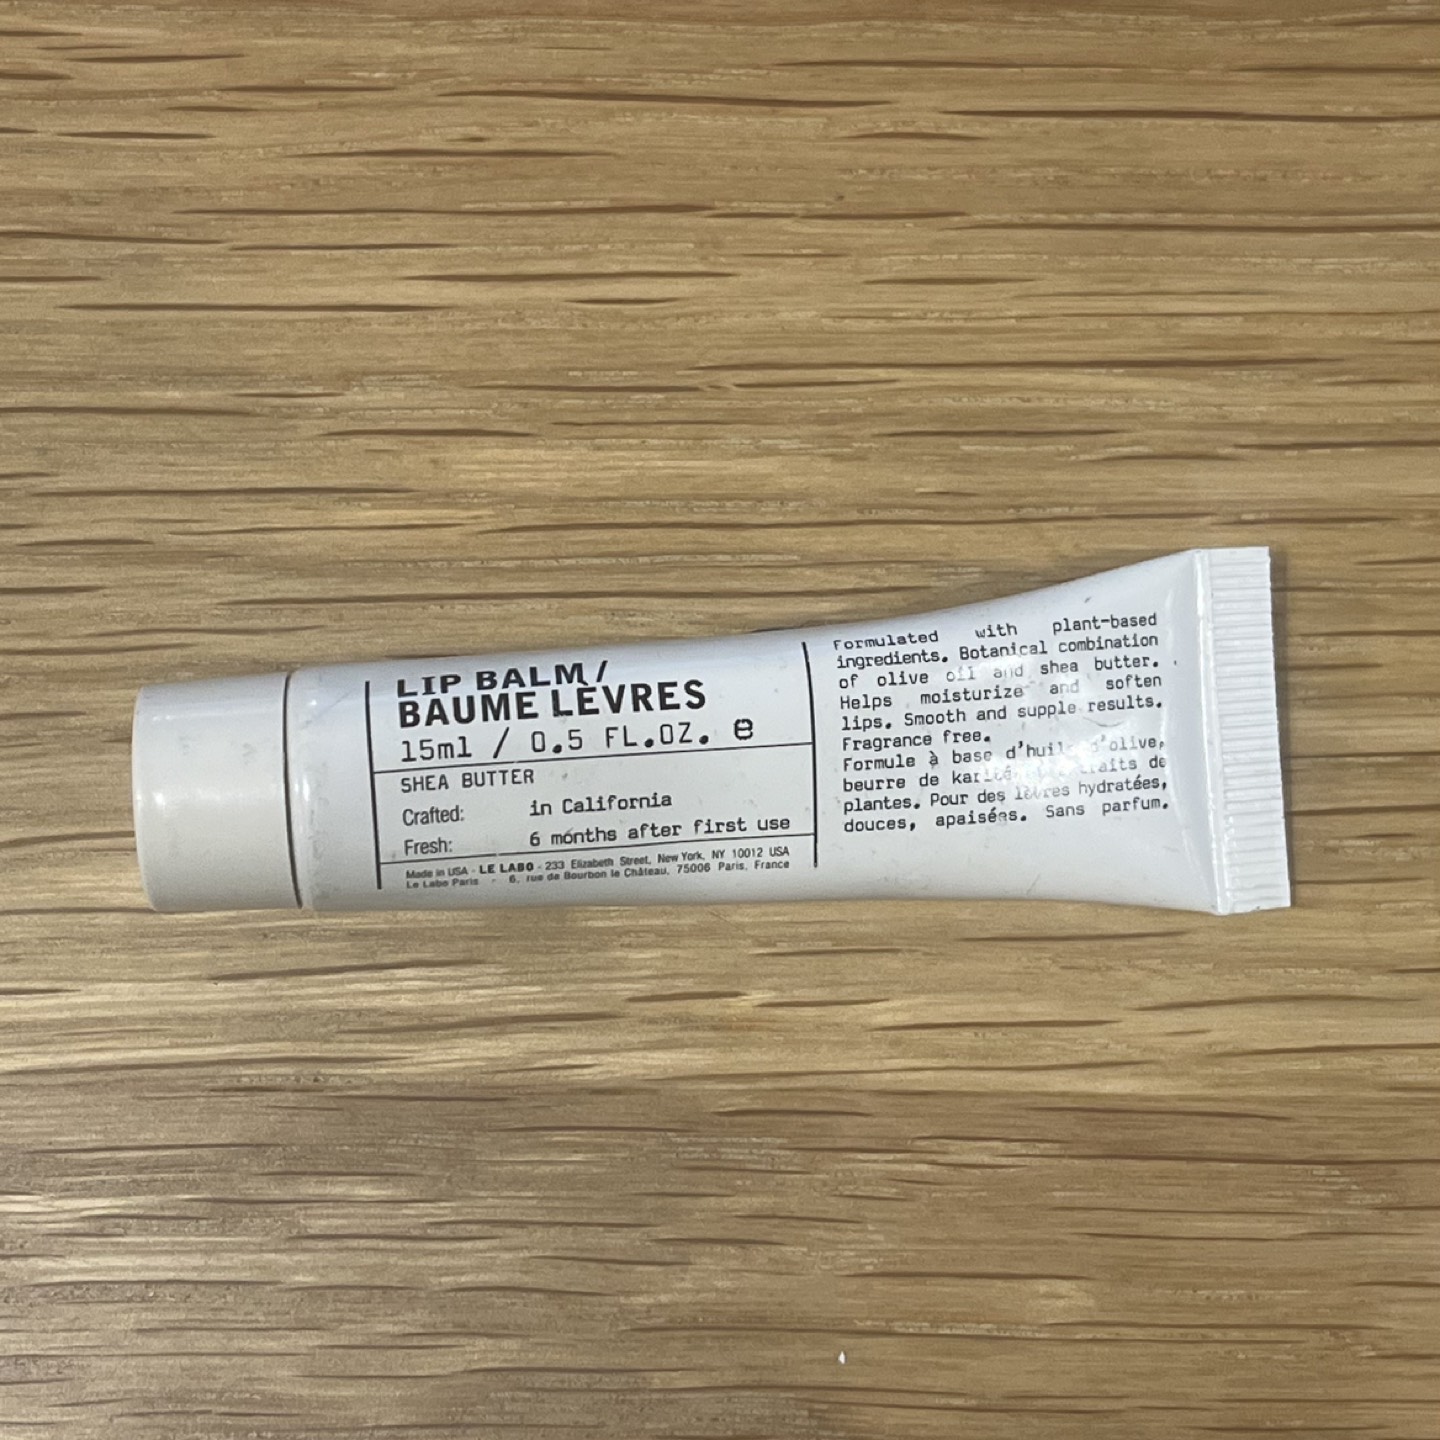 LIP BALM/
BAUME LÈVRES
15ml / 0.5 FL.OZ. e
SHEA BUTTER
Crafted: in California
Fresh: 6 months after first use
Made in USA - LE LABO - 233 Elizabeth Street, New York, NY 10012 USA
Le Labo Paris - 6, rue de Bourbon le Château, 75006 Paris, France
Formulated with plant-based
ingredients. Botanical combination
of olive oil and shea butter.
Helps moisturize and soften
lips. Smooth and supple results.
Fragrance free.
Formule à base d'huile d'olive,
beurre de karité
plantes. Pour des lèvres hydratées,
douces, apaisées. Sans parfum.